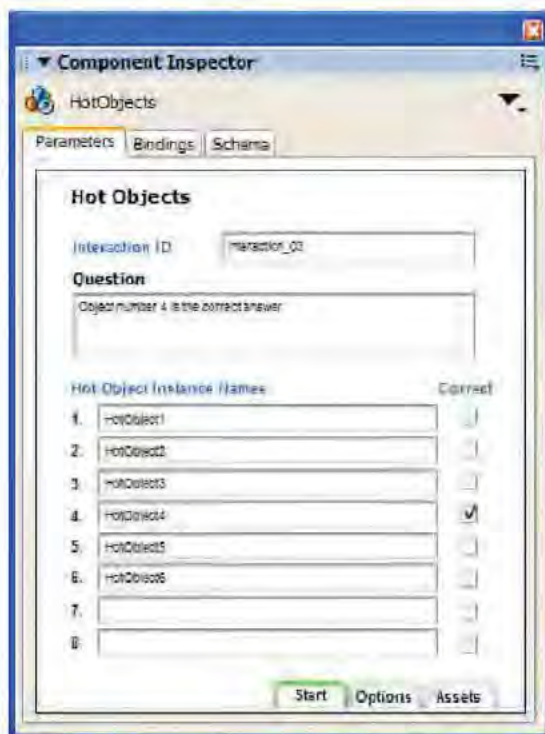 Component Inspector
HotObjects
Parameters Bindings Schema
Hot Objects
Interaction ID Interaction_03
Question
Object number 4 is the correct answer
Hot Object Instance Names Correct
1. HotObject1
2. HotObject2
3. HotObject3
4. HotObject4
5. HotObject5
6. HotObject6
7.
8
Start Options Assets